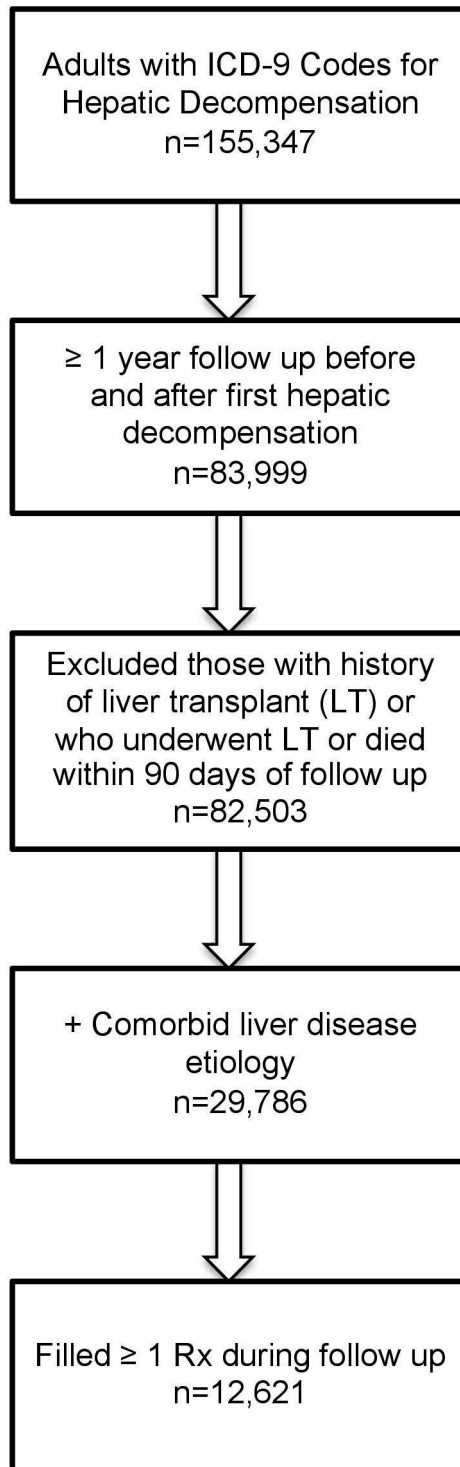 Adults with ICD-9 Codes for
Hepatic Decompensation
n=155,347
≥ 1 year follow up before
and after first hepatic
decompensation
n=83,999
Excluded those with history
of liver transplant (LT) or
who underwent LT or died
within 90 days of follow up
n=82,503
+ Comorbid liver disease
etiology
n=29,786
Filled ≥ 1 Rx during follow up
n=12,621